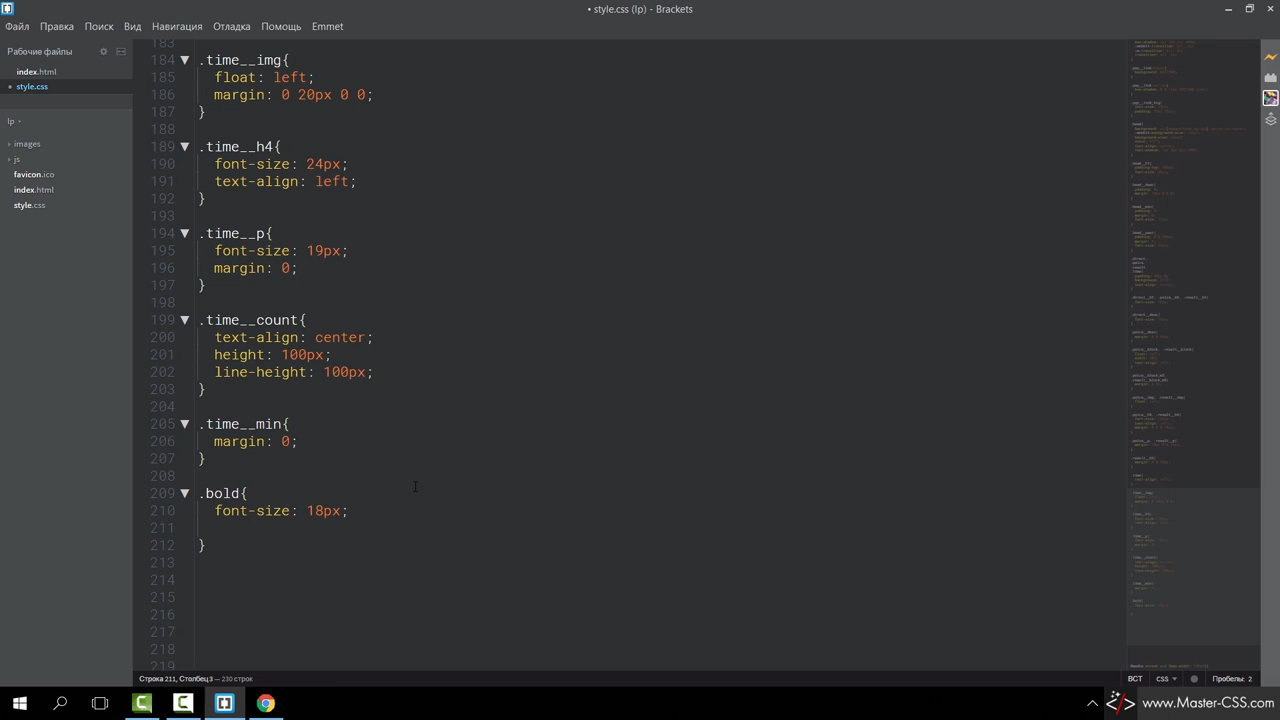 • style.css (lp) - Brackets
Файл Правка Поиск Вид Навигация Отладка Помощь Emmet
Рабочие файлы
index.html
style.css
lp
images
js
favicon.ico
index.html
style.css
183
184 .time__img{
185 float: left;
186 margin: 0 20px 0 0;
187 }
188
189 .time__h4{
190 font-size: 24px;
191 text-align: left;
192 }
193
194 .time__p{
195 font-size: 19px;
196 margin: 0;
197 }
198
199 .time__count{
200 text-align: center;
201 height: 100px;
202 line-height: 100px;
203 }
204
205 .time__min{
206 margin: 0;
207 }
208
209 .bold{
210 font-size: 18px;
211
212 }
213
214
215
216
217
218
219
Строка 211, Столбец 3 — 230 строк
ВСТ CSS Пробелы: 2
www.Master-CSS.com